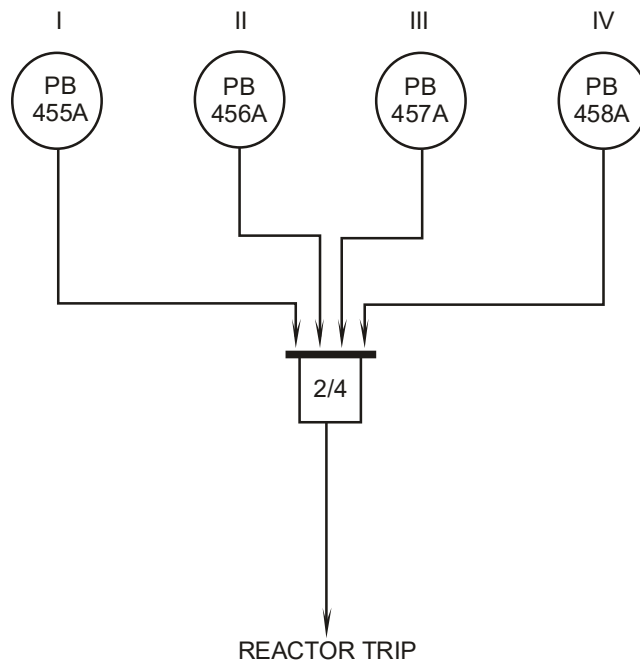 I II III IV
PB PB PB PB
455A 456A 457A 458A
2/4
REACTOR TRIP